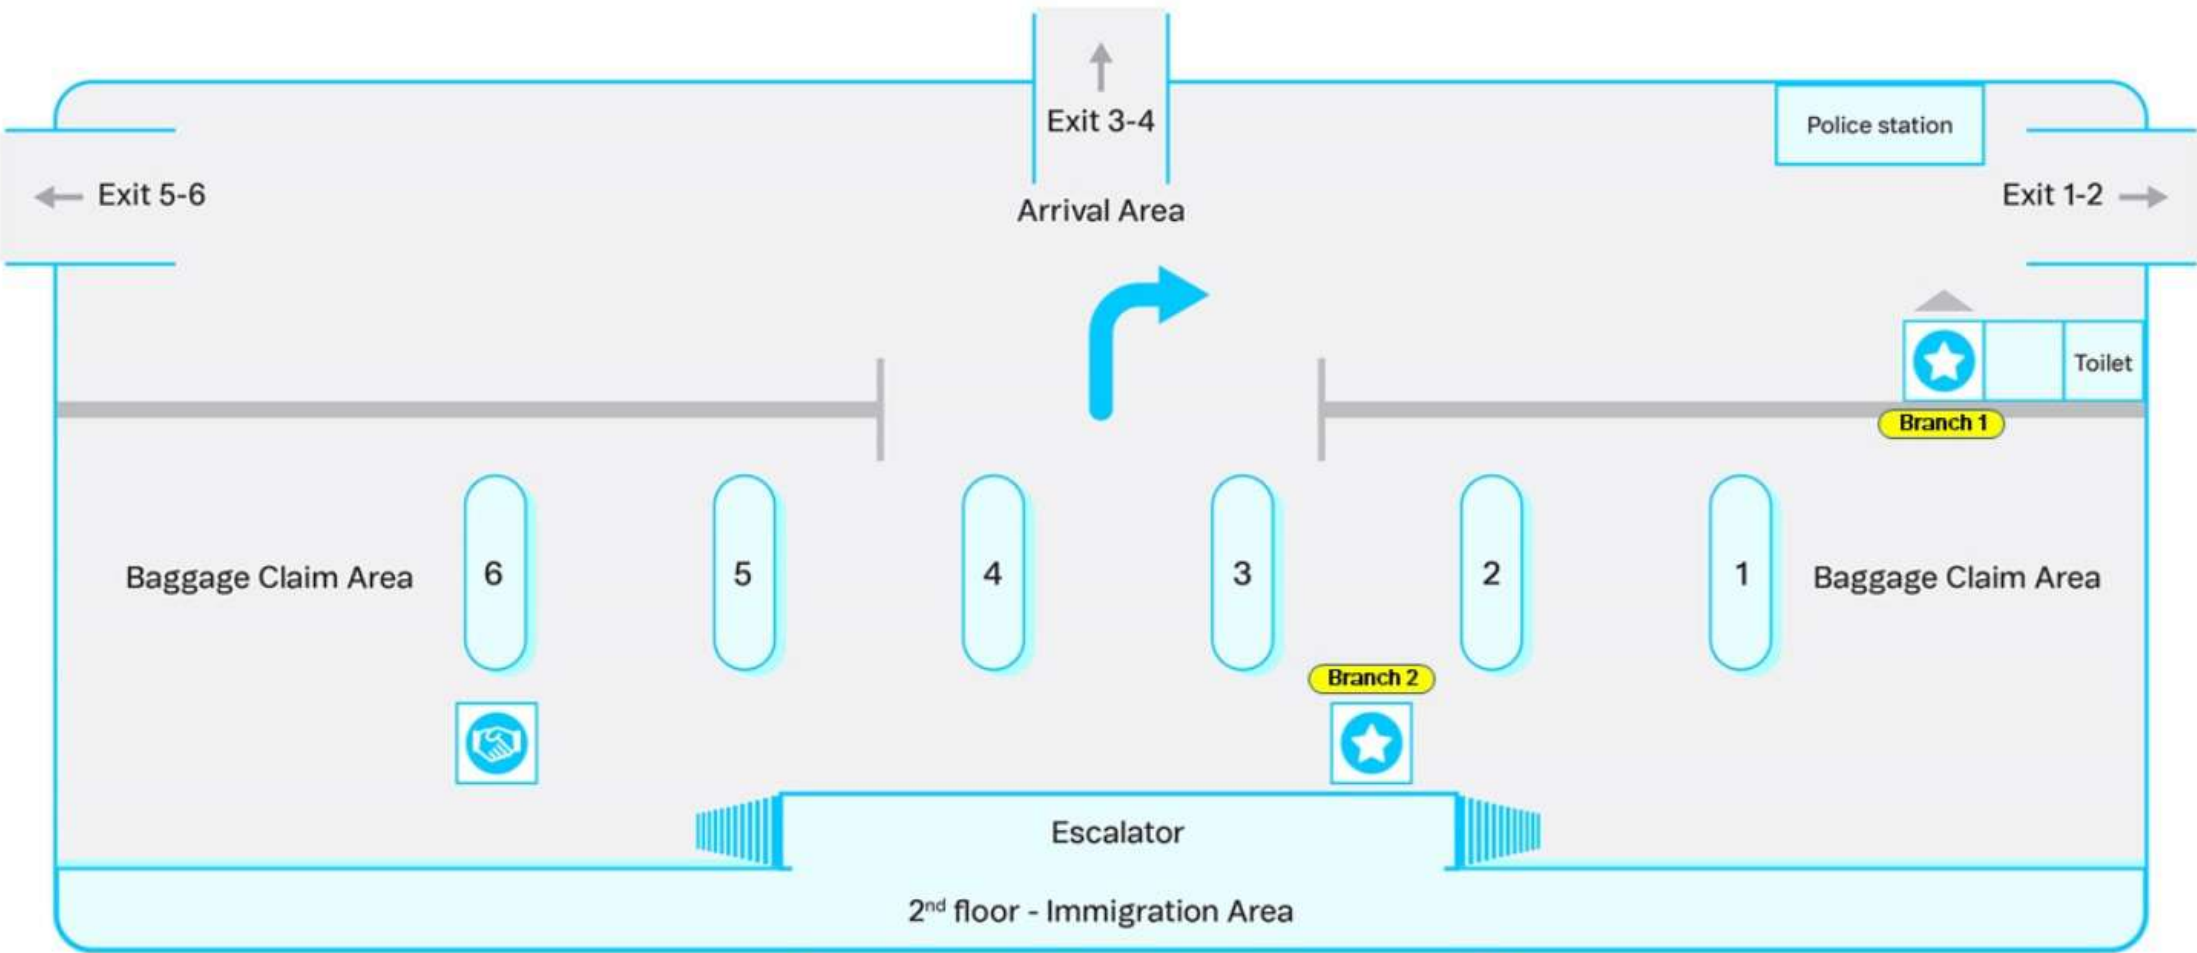 Exit 3-4
Police station
Exit 5-6
Exit 1-2
Arrival Area
Toilet
Branch 1
Baggage Claim Area
6
5
4
3
2
1
Baggage Claim Area
Branch 2
Escalator
2nd floor - Immigration Area